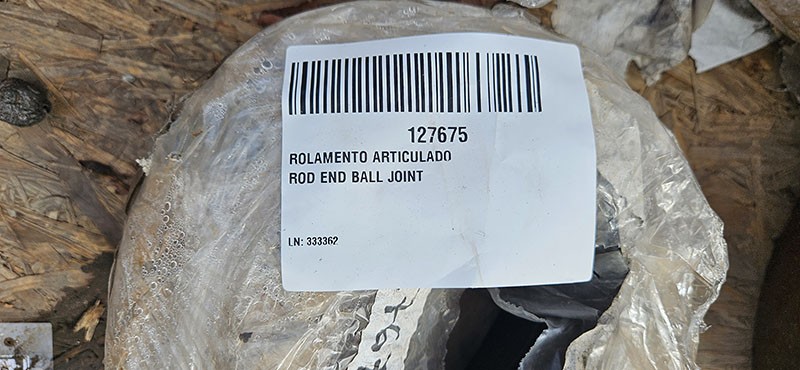 127675
ROLAMENTO ARTICULADO
ROD END BALL JOINT
LN: 333362